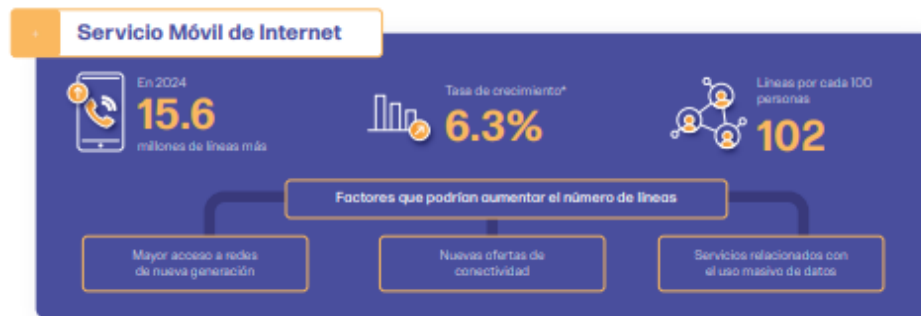 Servicio Móvil de Internet
En 2024
15.6
millones de líneas más
Tasa de crecimiento*
6.3%
Líneas por cada 100
personas
102
Factores que podrían aumentar el número de líneas
Mayor acceso a redes
de nueva generación
Nuevas ofertas de
conectividad
Servicios relacionados con
el uso masivo de datos